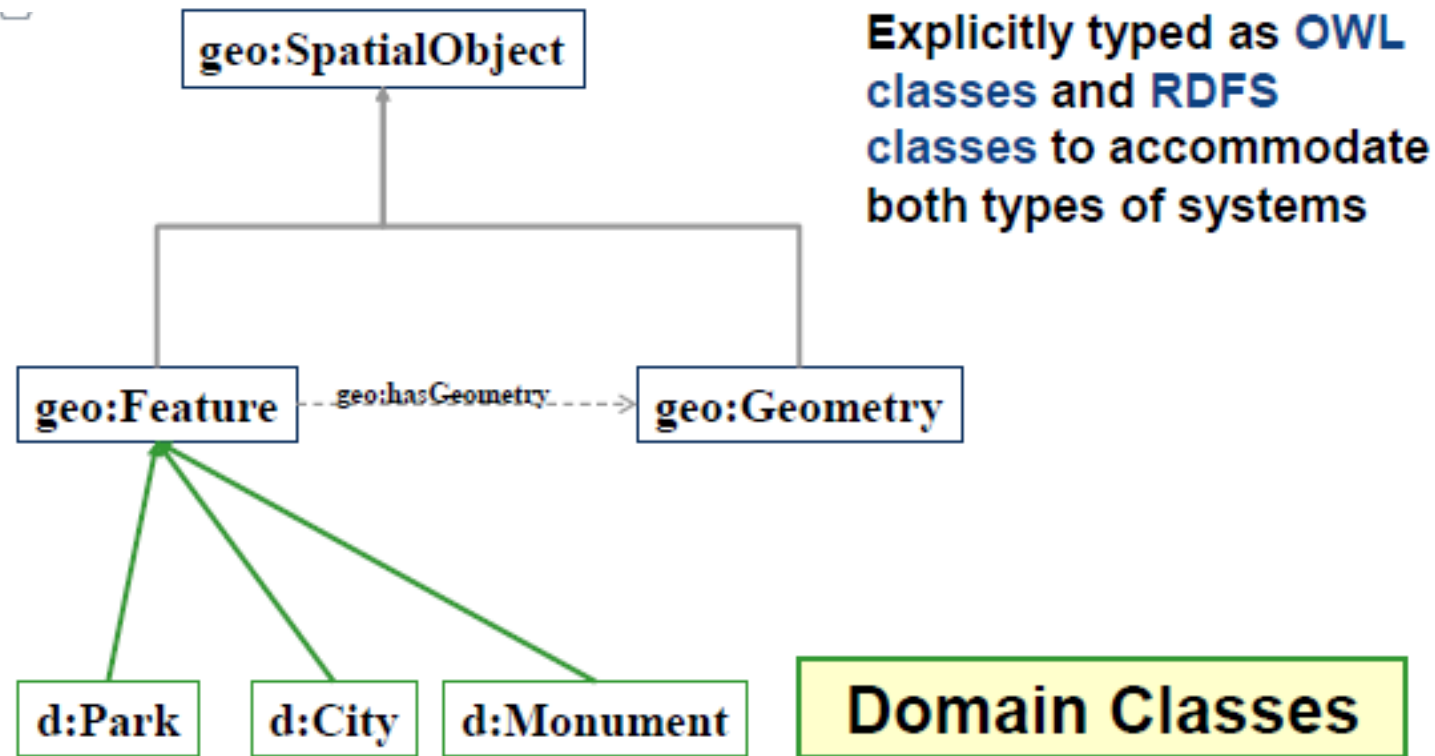 geo:SpatialObject
Explicitly typed as OWL
classes and RDFS
classes to accommodate
both types of systems
geo:Feature
geo:hasGeometry
geo:Geometry
d:Park
d:City
d:Monument
Domain Classes